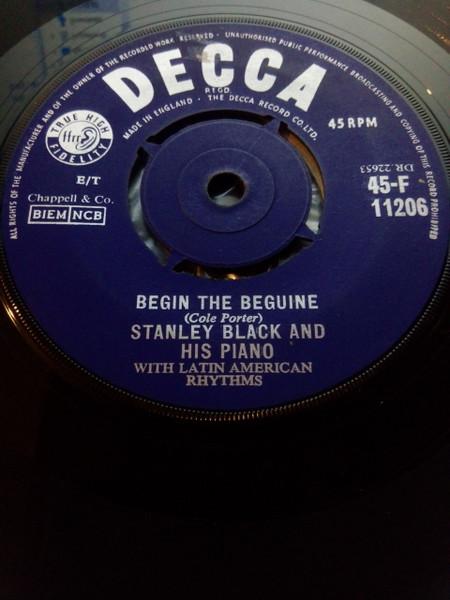 ALL RIGHTS OF THE MANUFACTURER AND OF THE OWNER OF THE RECORDED WORK RESERVED · UNAUTHORISED PUBLIC PERFORMANCE BROADCASTING AND COPYING OF THIS RECORD PROHIBITED
DECCA
REGD.
MADE IN ENGLAND · THE DECCA RECORD CO. LTD.
TRUE HIGH
ffrr
FIDELITY
45 RPM
E/T
DR.22653
Chappell & Co.
BIEM NCB
45-F
11206
BEGIN THE BEGUINE
(Cole Porter)
STANLEY BLACK AND
HIS PIANO
WITH LATIN AMERICAN
RHYTHMS